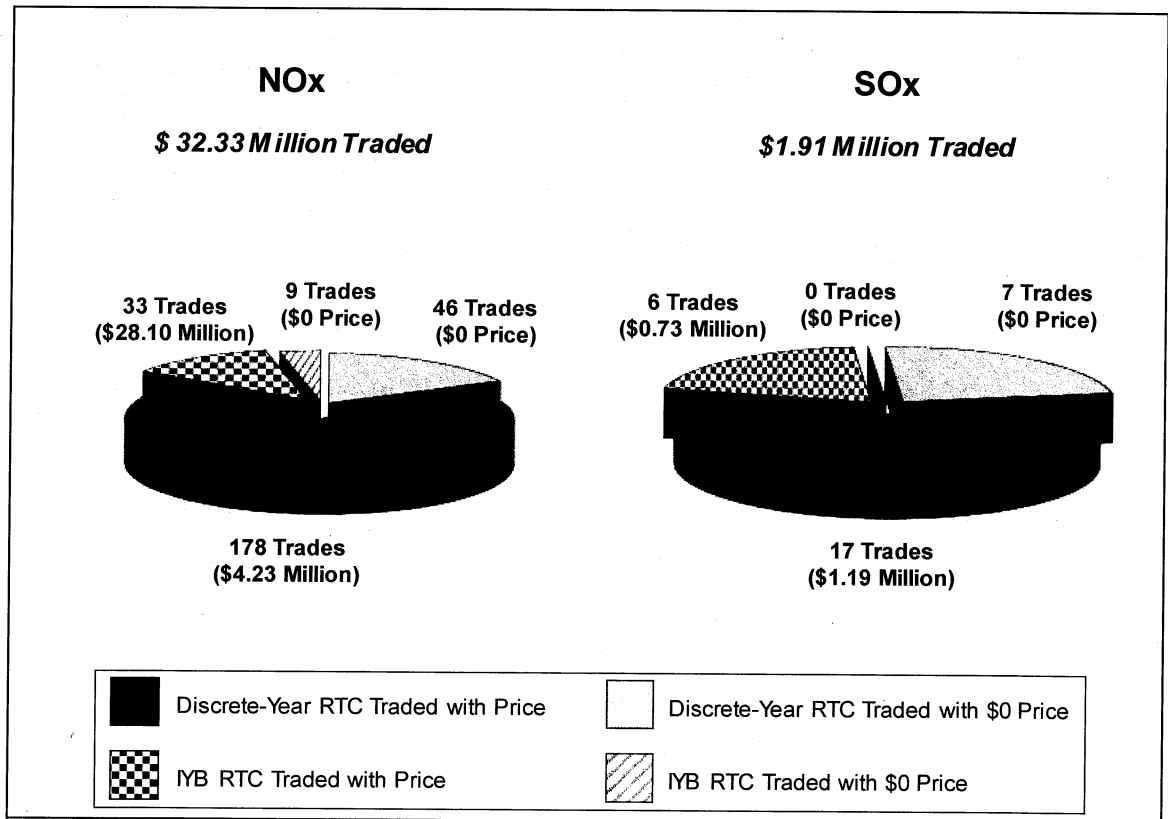 NOx
$ 32.33 Million Traded
33 Trades
($28.10 Million)
9 Trades
($0 Price)
46 Trades
($0 Price)
178 Trades
($4.23 Million)
SOx
$1.91 Million Traded
6 Trades
($0.73 Million)
0 Trades
($0 Price)
7 Trades
($0 Price)
17 Trades
($1.19 Million)
Discrete-Year RTC Traded with Price
Discrete-Year RTC Traded with $0 Price
IYB RTC Traded with Price
IYB RTC Traded with $0 Price